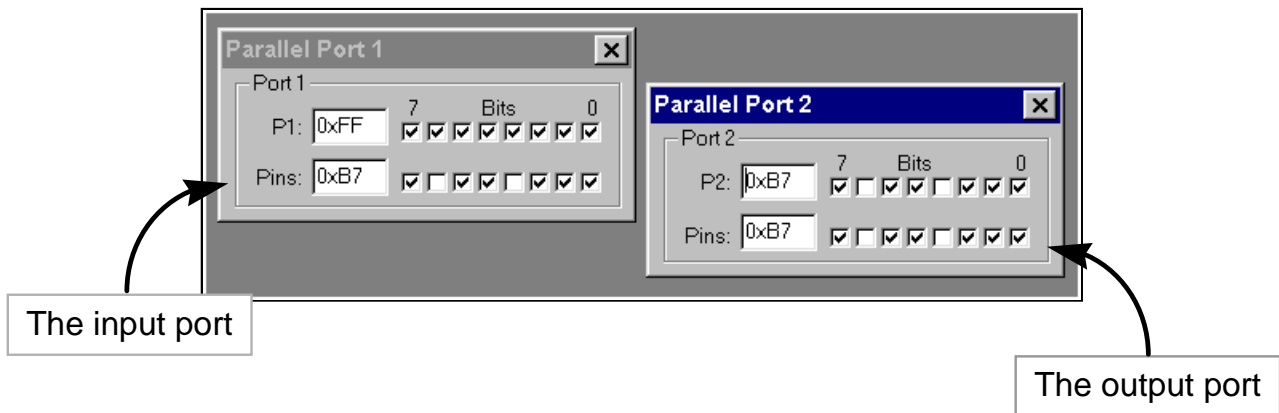 Parallel Port 1
Port 1
7 Bits 0
P1: 0xFF
Pins: 0xB7
Parallel Port 2
Port 2
7 Bits 0
P2: 0xB7
Pins: 0xB7
The input port
The output port